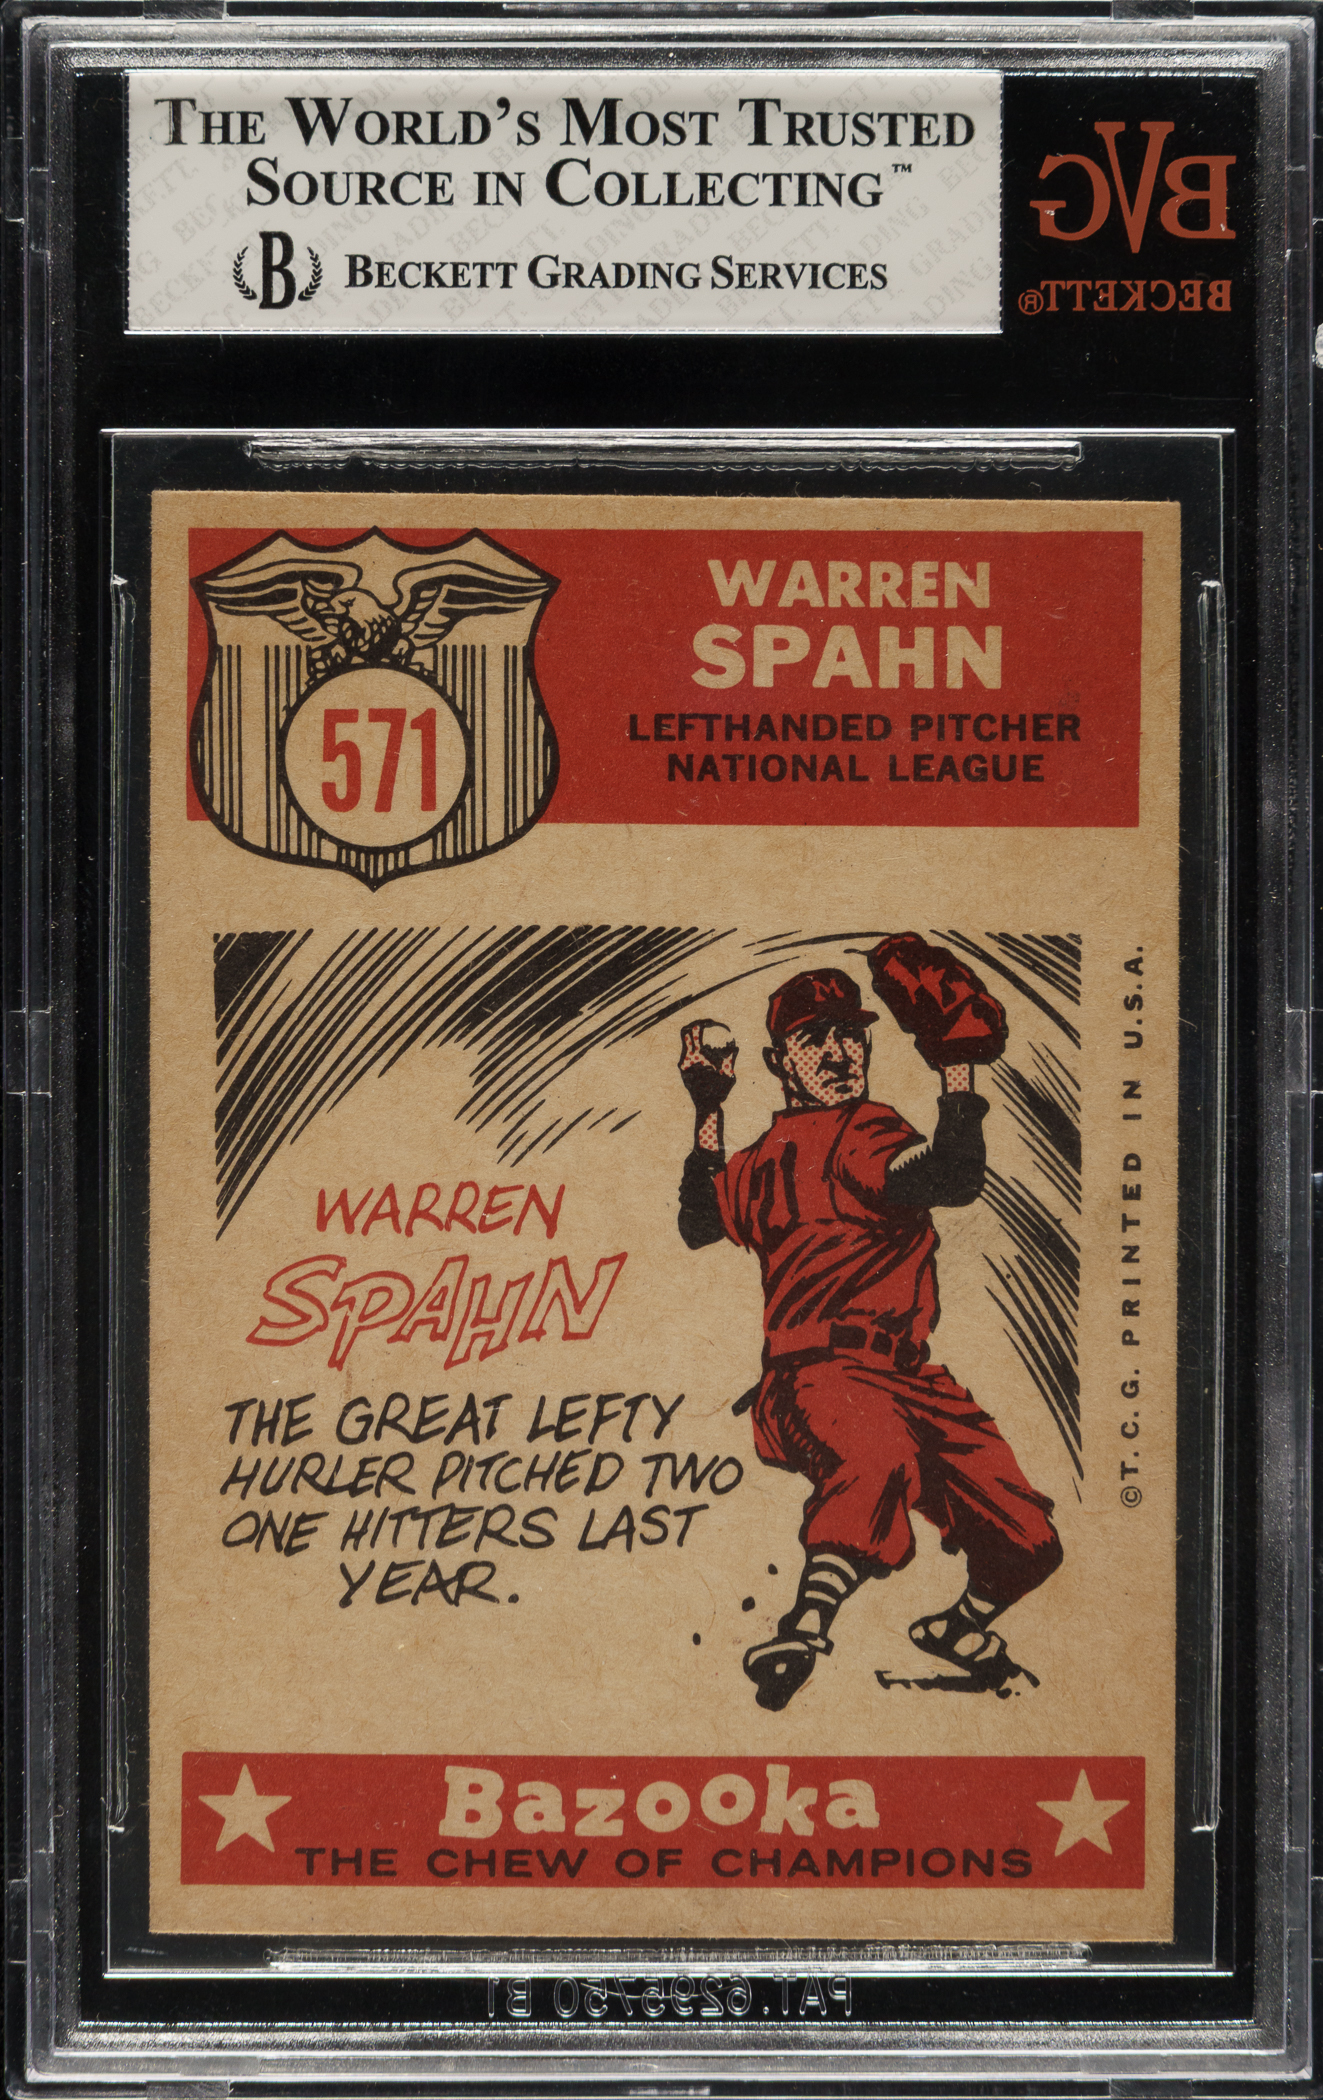 THE WORLD'S MOST TRUSTED
SOURCE IN COLLECTING™
B BECKETT GRADING SERVICES
BVG
BECKETT®
WARREN
SPAHN
LEFTHANDED PITCHER
NATIONAL LEAGUE
571
M
WARREN
SPAHN
THE GREAT LEFTY
HURLER PITCHED TWO
ONE HITTERS LAST
YEAR.
©T. C. G. PRINTED IN U.S.A.
Bazooka
THE CHEW OF CHAMPIONS
PAT. 6295750 B1